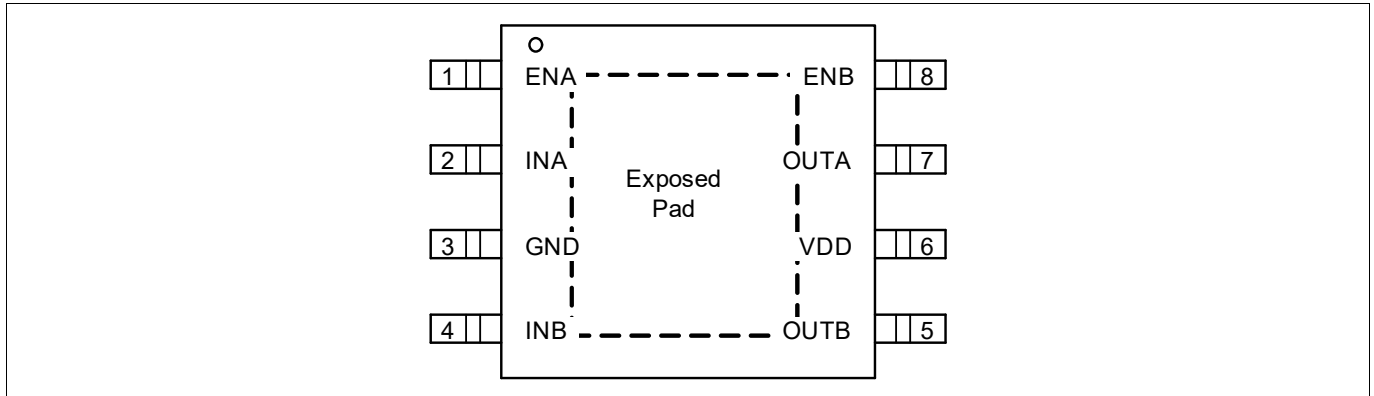 1 ENA ENB 8
2 INA OUTA 7
Exposed
Pad
3 GND VDD 6
4 INB OUTB 5